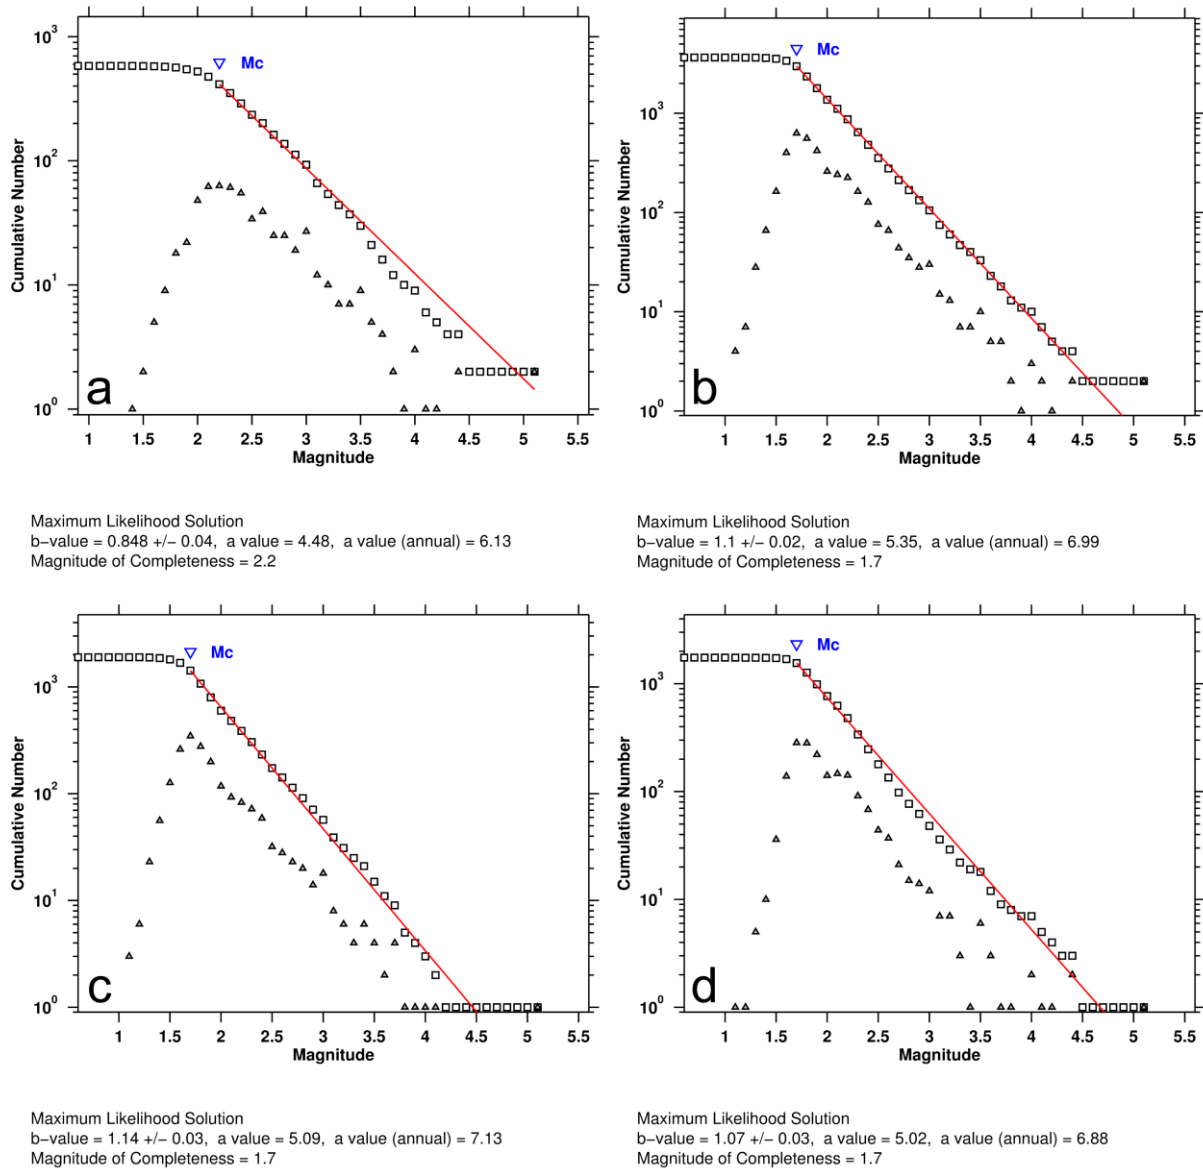 Mc
10³
10²
10¹
10⁰
Cumulative Number
a
1 1.5 2 2.5 3 3.5 4 4.5 5 5.5
Magnitude
Maximum Likelihood Solution
b−value = 0.848 +/− 0.04, a value = 4.48, a value (annual) = 6.13
Magnitude of Completeness = 2.2
Mc
10³
10²
10¹
10⁰
Cumulative Number
b
1 1.5 2 2.5 3 3.5 4 4.5 5 5.5
Magnitude
Maximum Likelihood Solution
b−value = 1.1 +/− 0.02, a value = 5.35, a value (annual) = 6.99
Magnitude of Completeness = 1.7
Mc
10³
10²
10¹
10⁰
Cumulative Number
c
1 1.5 2 2.5 3 3.5 4 4.5 5 5.5
Magnitude
Maximum Likelihood Solution
b−value = 1.14 +/− 0.03, a value = 5.09, a value (annual) = 7.13
Magnitude of Completeness = 1.7
Mc
10³
10²
10¹
10⁰
Cumulative Number
d
1 1.5 2 2.5 3 3.5 4 4.5 5 5.5
Magnitude
Maximum Likelihood Solution
b−value = 1.07 +/− 0.03, a value = 5.02, a value (annual) = 6.88
Magnitude of Completeness = 1.7